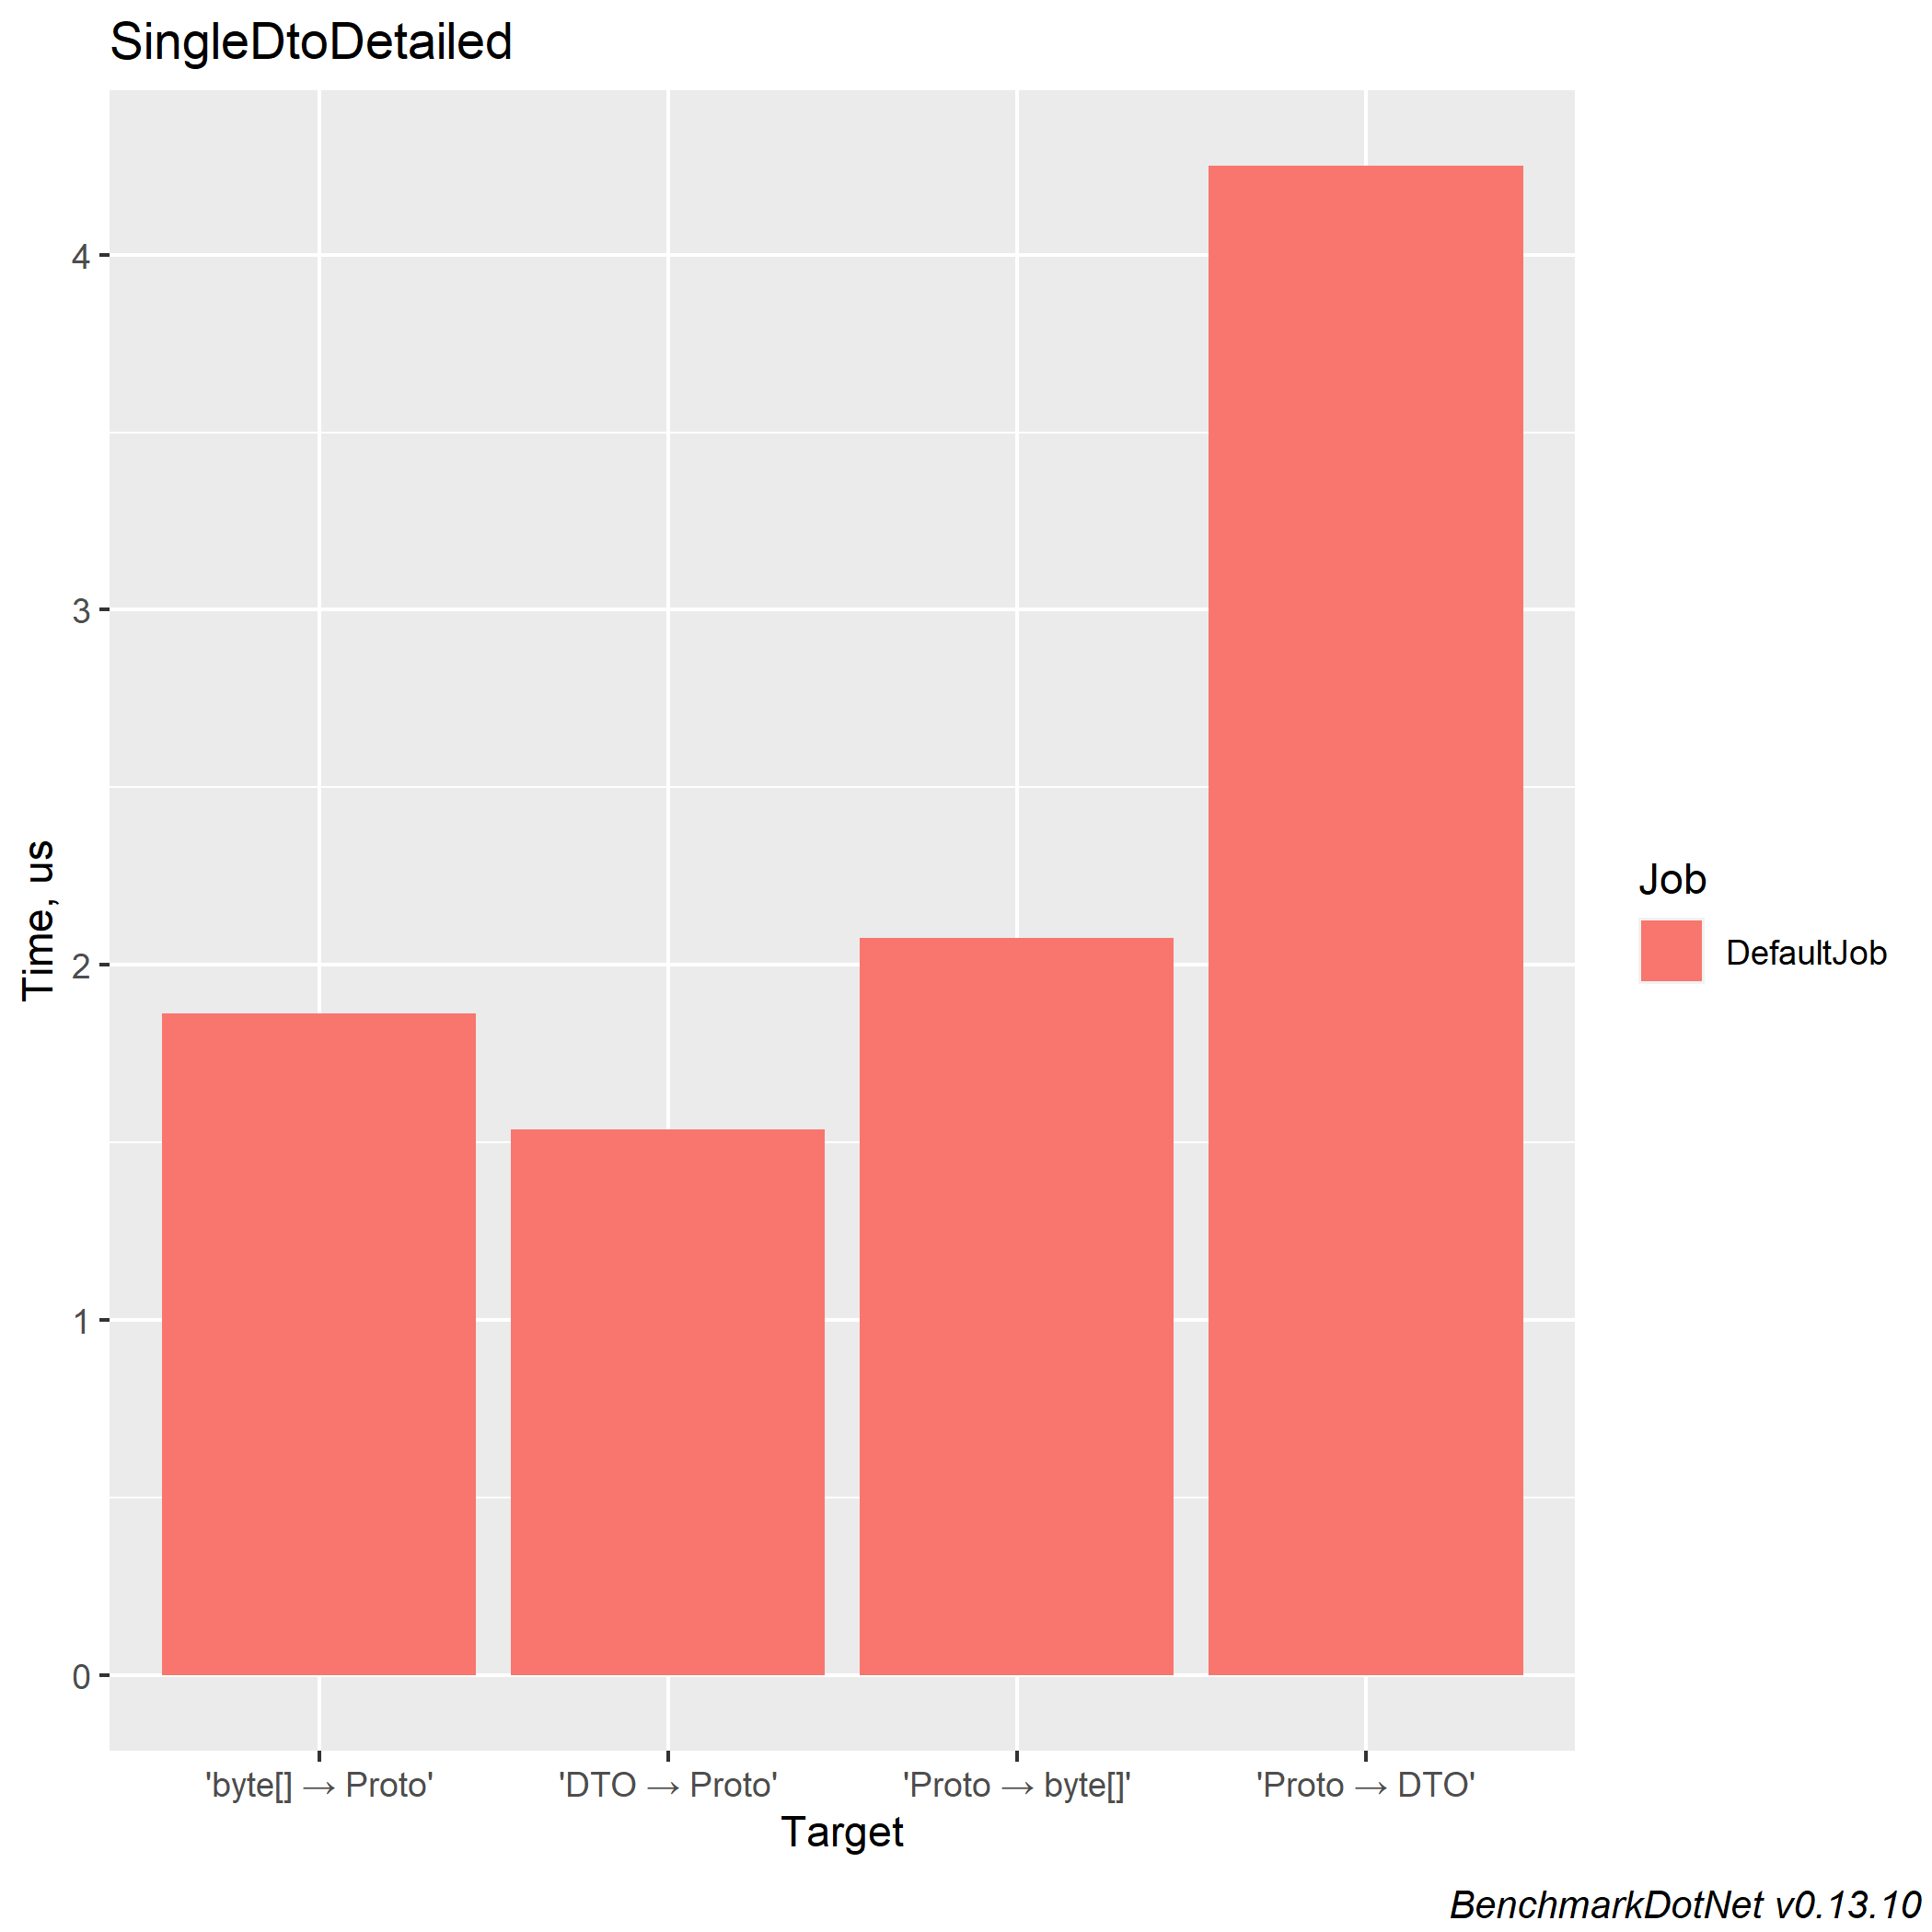 SingleDtoDetailed
4
3
2
1
0
Time, us
'byte[] → Proto'
'DTO → Proto'
'Proto → byte[]'
'Proto → DTO'
Target
Job
DefaultJob
BenchmarkDotNet v0.13.10